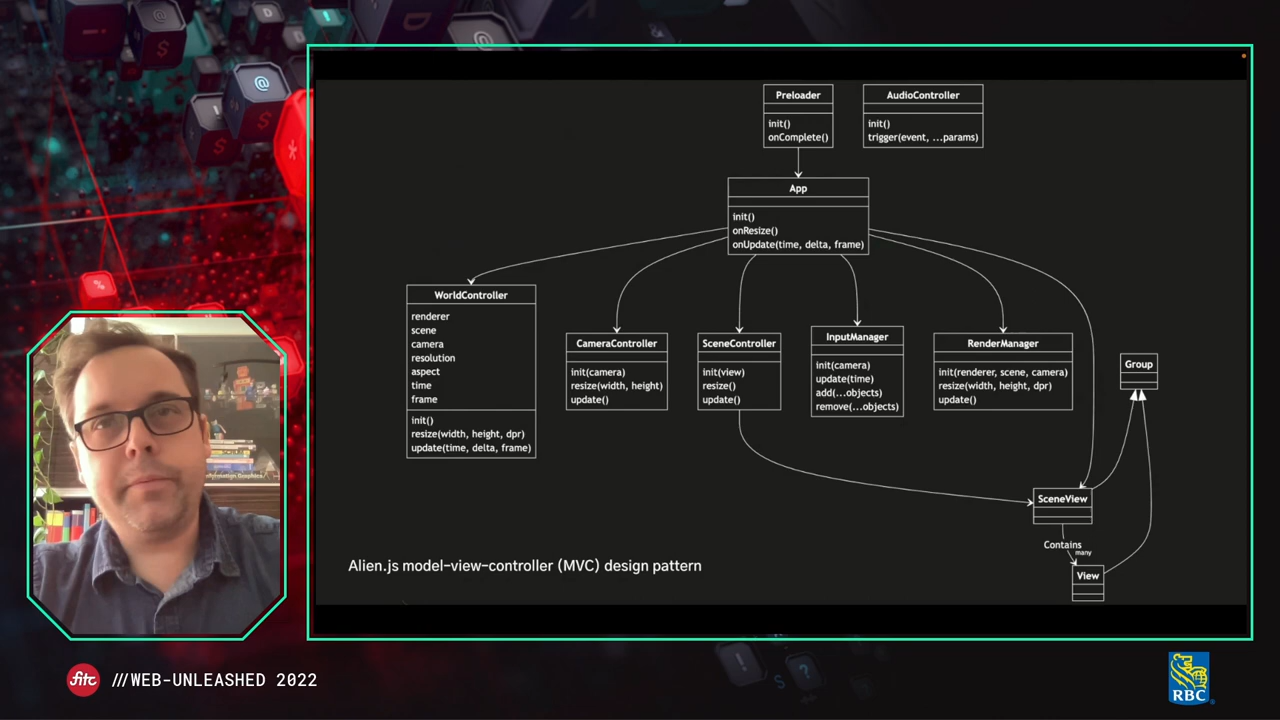 Preloader
init()
onComplete()
AudioController
init()
trigger(event, ...params)
App
init()
onResize()
onUpdate(time, delta, frame)
WorldController
renderer
scene
camera
resolution
aspect
time
frame
init()
resize(width, height, dpr)
update(time, delta, frame)
CameraController
init(camera)
resize(width, height)
update()
SceneController
init(view)
resize()
update()
InputManager
init(camera)
update(time)
add(...objects)
remove(...objects)
RenderManager
init(renderer, scene, camera)
resize(width, height, dpr)
update()
Group
SceneView
Contains
many
View
Alien.js model-view-controller (MVC) design pattern
fitc
///WEB-UNLEASHED 2022
RBC